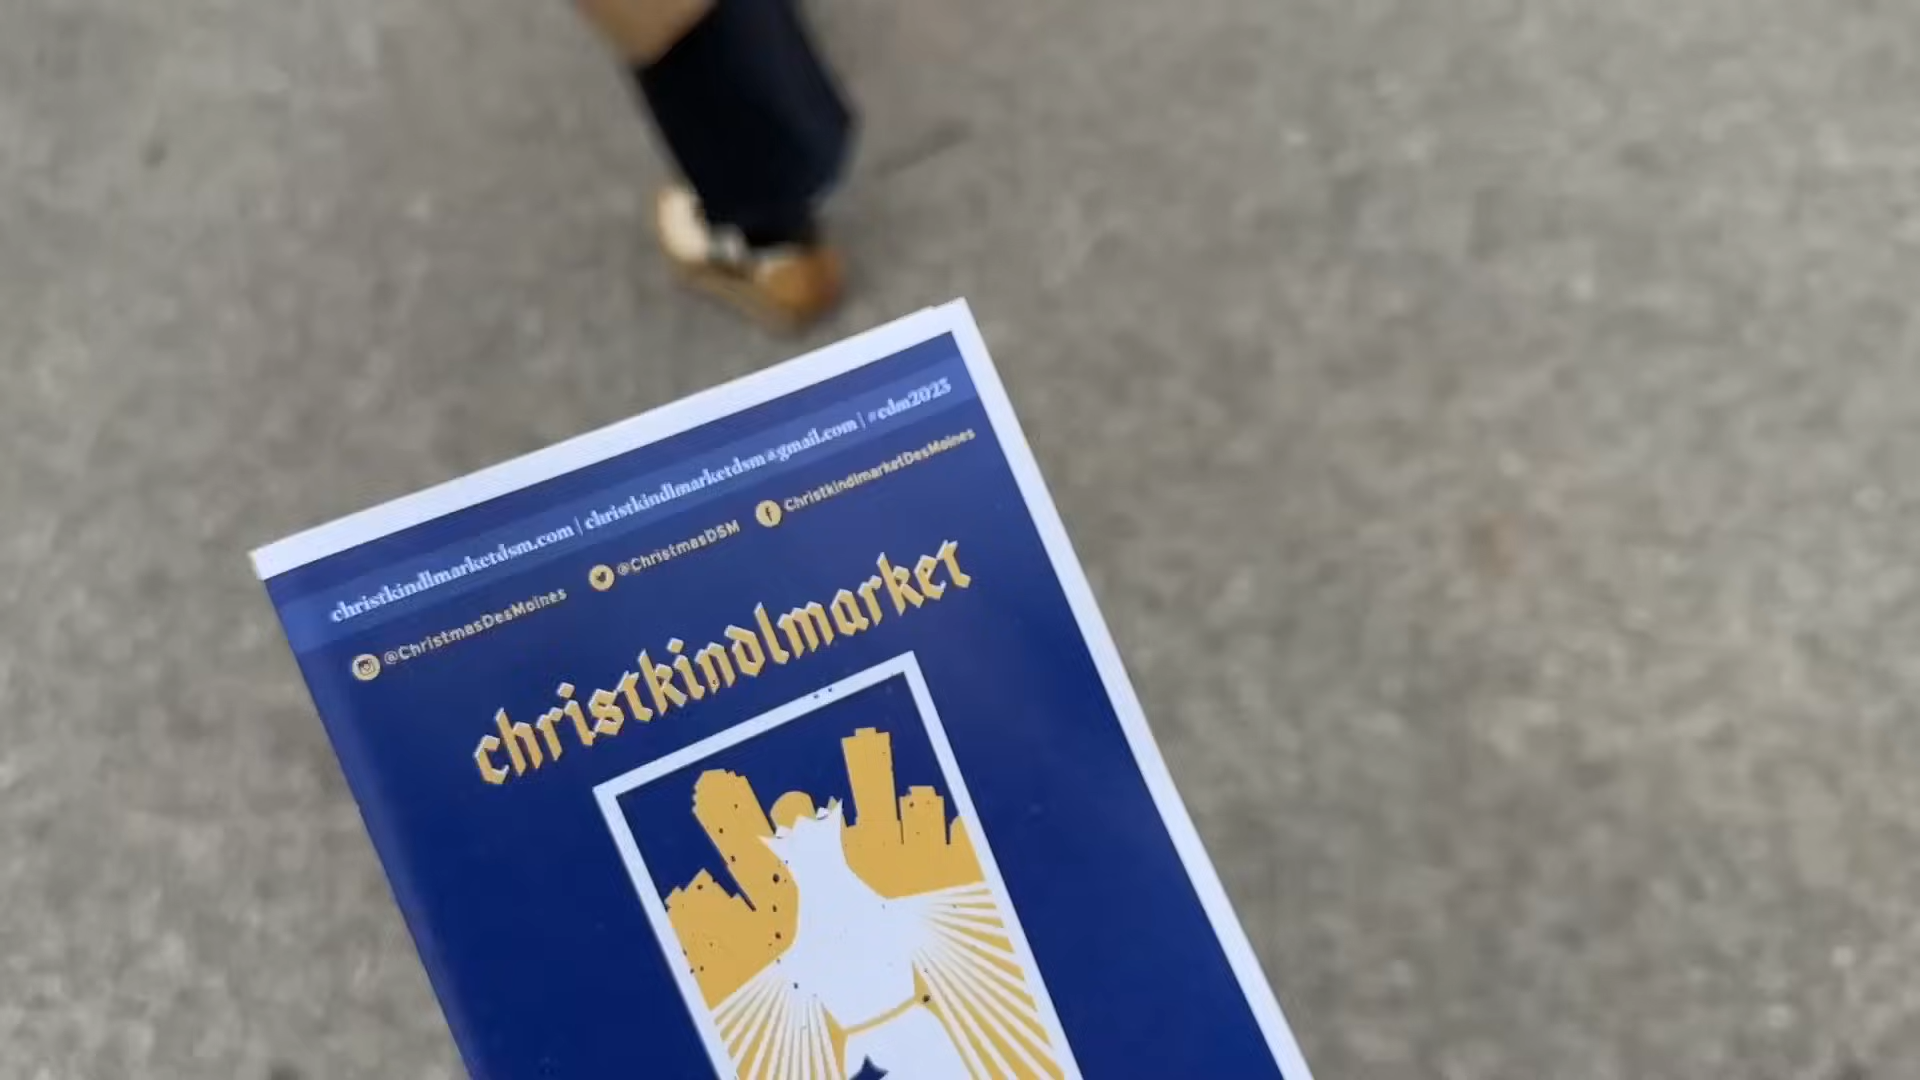 christkindlmarketdsm.com | christkindlmarketdsm@gmail.com | #cdm2023
@ChristmasDesMoines @ChristmasDSM ChristkindlmarketDesMoines
christkindlmarket